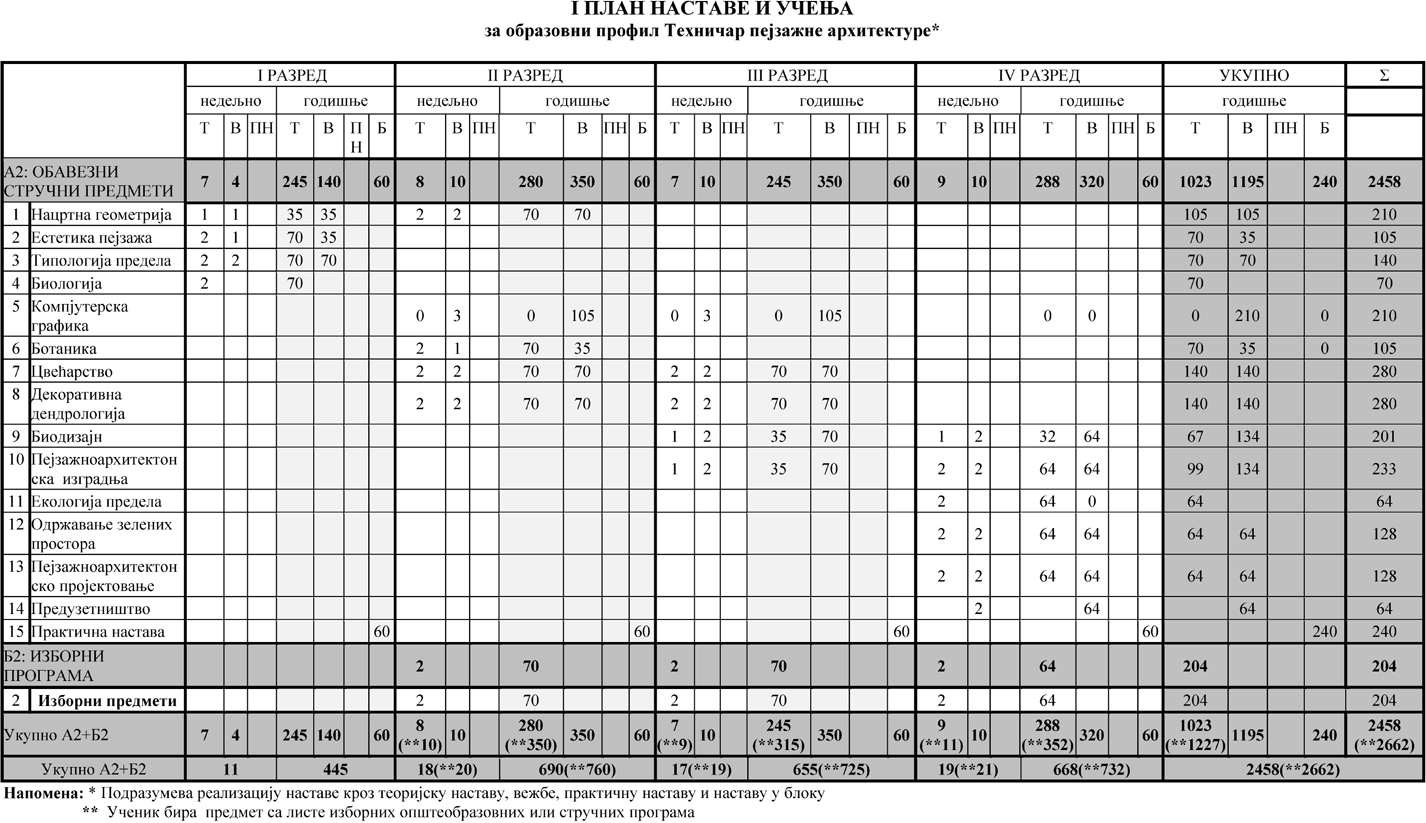 I ПЛАН НАСТАВЕ И УЧЕЊА
за образовни профил Техничар пејзажне архитектуре*
I РАЗРЕД II РАЗРЕД III РАЗРЕД IV РАЗРЕД УКУПНО Σ
недељно годишње недељно годишње недељно годишње недељно годишње годишње
Т В ПН Т В П Н Б Т В ПН Т В ПН Б Т В ПН Т В ПН Б Т В ПН Т В ПН Б Т В ПН Б
А2: ОБАВЕЗНИ
СТРУЧНИ ПРЕДМЕТИ 7 4 245 140 60 8 10 280 350 60 7 10 245 350 60 9 10 288 320 60 1023 1195 240 2458
1 Нацртна геометрија 1 1 35 35 2 2 70 70 105 105 210
2 Естетика пејзажа 2 1 70 35 70 35 105
3 Типологија предела 2 2 70 70 70 70 140
4 Биологија 2 70 70 70
5 Компјутерска
графика 0 3 0 105 0 3 0 105 0 0 0 210 0 210
6 Ботаника 2 1 70 35 70 35 0 105
7 Цвећарство 2 2 70 70 2 2 70 70 140 140 280
8 Декоративна
дендрологија 2 2 70 70 2 2 70 70 140 140 280
9 Биодизајн 1 2 35 70 1 2 32 64 67 134 201
10 Пејзажноархитектон
ска изградња 1 2 35 70 2 2 64 64 99 134 233
11 Екологија предела 2 64 0 64 64
12 Одржавање зелених
простора 2 2 64 64 64 64 128
13 Пејзажноархитектон
ско пројектовање 2 2 64 64 64 64 128
14 Предузетништво 2 64 64 64
15 Практична настава 60 60 60 60 240 240
Б2: ИЗБОРНИ
ПРОГРАМА 2 70 2 70 2 64 204 204
2 Изборни предмети 2 70 2 70 2 64 204 204
Укупно А2+Б2 7 4 245 140 60 8 (**10) 10 280 (**350) 350 60 7 (**9) 10 245 (**315) 350 60 9 (**11) 10 288 (**352) 320 60 1023 (**1227) 1195 240 2458 (**2662)
Укупно А2+Б2 11 445 18(**20) 690(**760) 17(**19) 655(**725) 19(**21) 668(**732) 2458(**2662)
Напомена: * Подразумева реализацију наставе кроз теоријску наставу, вежбе, практичну наставу и наставу у блоку
** Ученик бира предмет са листе изборних општеобразовних или стручних програма